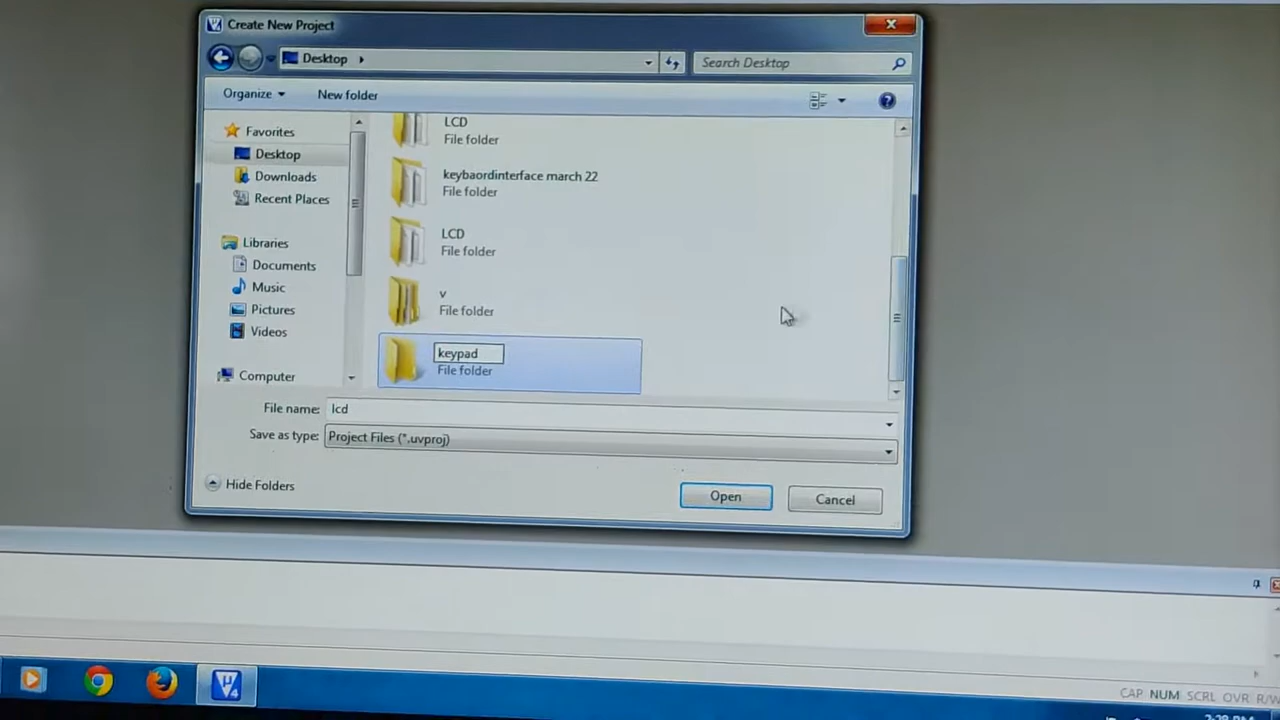 Create New Project
Desktop
Search Desktop
Organize
New folder
Favorites
Desktop
Downloads
Recent Places
Libraries
Documents
Music
Pictures
Videos
Computer
LCD
File folder
keybaordinterface march 22
File folder
LCD
File folder
v
File folder
keypad
File folder
File name: lcd
Save as type: Project Files (*.uvproj)
Hide Folders
Open
Cancel
CAP NUM SCRL OVR R/W